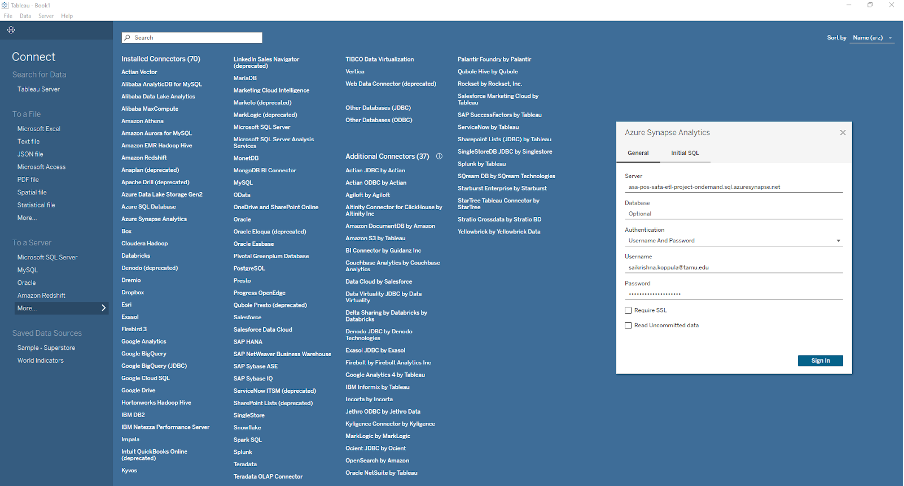 Tableau - Book1
File Data Server Help
Connect
Search for Data
Tableau Server
To a File
Microsoft Excel
Text file
JSON file
Microsoft Access
PDF file
Spatial file
Statistical file
More...
To a Server
Microsoft SQL Server
MySQL
Oracle
Amazon Redshift
More...
Saved Data Sources
Sample - Superstore
World Indicators
Search
Sort by Name (a-z)
Installed Connectors (70)
Actian Vector
Alibaba AnalyticDB for MySQL
Alibaba Data Lake Analytics
Alibaba MaxCompute
Amazon Athena
Amazon Aurora for MySQL
Amazon EMR Hadoop Hive
Amazon Redshift
Anaplan (deprecated)
Apache Drill (deprecated)
Azure Data Lake Storage Gen2
Azure SQL Database
Azure Synapse Analytics
Box
Cloudera Hadoop
Databricks
Denodo (deprecated)
Dremio
Dropbox
Esri
Exasol
Firebird 3
Google Analytics
Google BigQuery
Google BigQuery (JDBC)
Google Cloud SQL
Google Drive
Hortonworks Hadoop Hive
IBM DB2
IBM Netezza Performance Server
Impala
Intuit QuickBooks Online
(deprecated)
Kyvos
LinkedIn Sales Navigator
(deprecated)
MariaDB
Marketing Cloud Intelligence
Marketo (deprecated)
MarkLogic (deprecated)
Microsoft SQL Server
Microsoft SQL Server Analysis
Services
MonetDB
MongoDB BI Connector
MySQL
OData
OneDrive and SharePoint Online
Oracle
Oracle Eloqua (deprecated)
Oracle Essbase
Pivotal Greenplum Database
PostgreSQL
Presto
Progress OpenEdge
Qubole Presto (deprecated)
Salesforce
Salesforce Data Cloud
SAP HANA
SAP NetWeaver Business Warehouse
SAP Sybase ASE
SAP Sybase IQ
ServiceNow ITSM (deprecated)
SharePoint Lists (deprecated)
SingleStore
Snowflake
Spark SQL
Splunk
Teradata
Teradata OLAP Connector
TIBCO Data Virtualization
Vertica
Web Data Connector (deprecated)
Other Databases (JDBC)
Other Databases (ODBC)
Additional Connectors (37)
Actian JDBC by Actian
Actian ODBC by Actian
Agiloft by Agiloft
Altinity Connector for ClickHouse by
Altinity Inc
Amazon DocumentDB by Amazon
Amazon S3 by Tableau
BI Connector by Guidanz Inc
Couchbase Analytics by Couchbase
Analytics
Data Cloud by Salesforce
Data Virtuality JDBC by Data
Virtuality
Delta Sharing by Databricks by
Databricks
Denodo JDBC by Denodo
Technologies
Exasol JDBC by Exasol
Firebolt by Firebolt Analytics Inc
Google Analytics 4 by Tableau
IBM Informix by Tableau
Incorta by Incorta
Jethro ODBC by Jethro Data
Kyligence Connector by Kyligence
MarkLogic by MarkLogic
Ocient JDBC by Ocient
OpenSearch by Amazon
Oracle NetSuite by Tableau
Palantir Foundry by Palantir
Qubole Hive by Qubole
Rockset by Rockset, Inc.
Salesforce Marketing Cloud by
Tableau
SAP SuccessFactors by Tableau
ServiceNow by Tableau
Sharepoint Lists (JDBC) by Tableau
SingleStoreDB JDBC by Singlestore
Splunk by Tableau
SQream DB by SQream Technologies
Starburst Enterprise by Starburst
StarTree Tableau Connector by
StarTree
Stratio Crossdata by Stratio BD
Yellowbrick by Yellowbrick Data
Azure Synapse Analytics
General Initial SQL
Server
asa-pos-sata-etl-project-ondemand.sql.azuresynapse.net
Database
Optional
Authentication
Username And Password
Username
saikrishna.kappula@tamu.edu
Password
Require SSL
Read Uncommitted data
Sign In